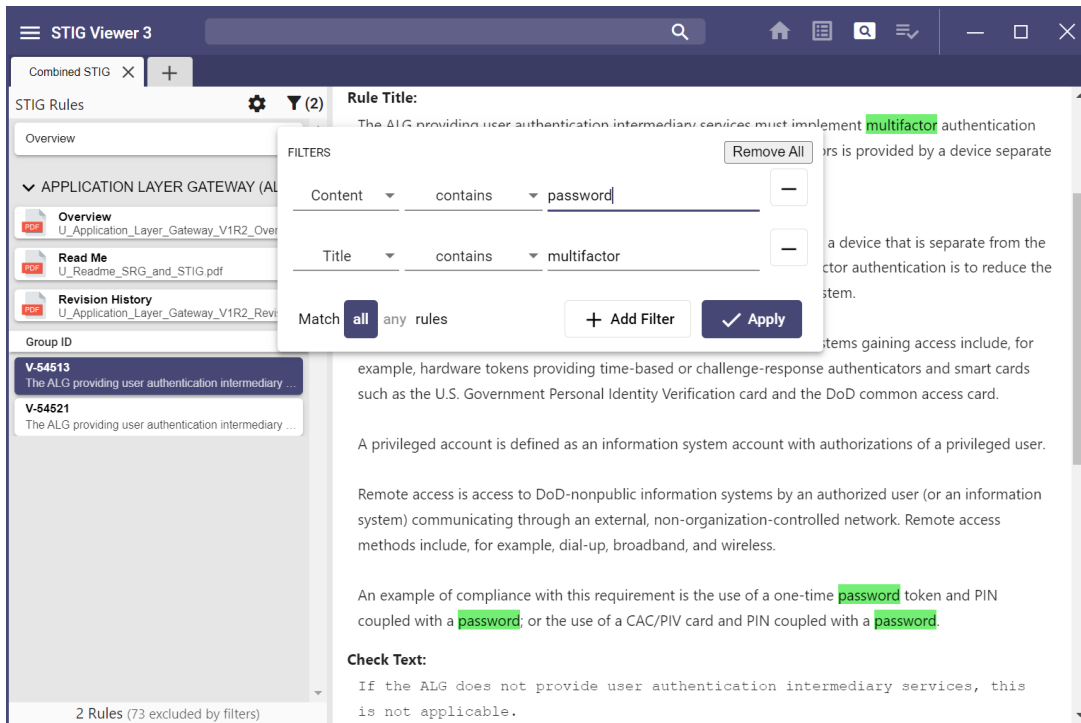 STIG Viewer 3
Combined STIG
STIG Rules
(2)
Overview
APPLICATION LAYER GATEWAY (AL
PDF
Overview
U_Application_Layer_Gateway_V1R2_Over
PDF
Read Me
U_Readme_SRG_and_STIG.pdf
PDF
Revision History
U_Application_Layer_Gateway_V1R2_Revi
Group ID
V-54513
The ALG providing user authentication intermediary ...
V-54521
The ALG providing user authentication intermediary ...
2 Rules (73 excluded by filters)
FILTERS
Remove All
Content contains password
Title contains multifactor
Match all any rules
Add Filter
Apply
Rule Title:
The ALG providing user authentication intermediary services must implement multifactor authentication
rs is provided by a device separate
a device that is separate from the
ctor authentication is to reduce the
stem.
stems gaining access include, for
example, hardware tokens providing time-based or challenge-response authenticators and smart cards
such as the U.S. Government Personal Identity Verification card and the DoD common access card.
A privileged account is defined as an information system account with authorizations of a privileged user.
Remote access is access to DoD-nonpublic information systems by an authorized user (or an information
system) communicating through an external, non-organization-controlled network. Remote access
methods include, for example, dial-up, broadband, and wireless.
An example of compliance with this requirement is the use of a one-time password token and PIN
coupled with a password; or the use of a CAC/PIV card and PIN coupled with a password.
Check Text:
If the ALG does not provide user authentication intermediary services, this
is not applicable.